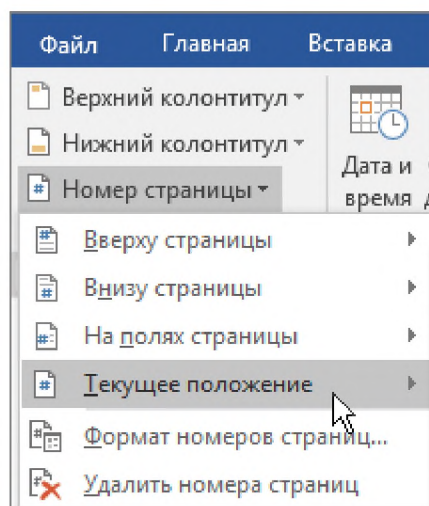 Файл Главная Вставка
Верхний колонтитул
Нижний колонтитул
Номер страницы
Дата и
время
Вверху страницы
Внизу страницы
На полях страницы
Текущее положение
Формат номеров страниц...
Удалить номера страниц